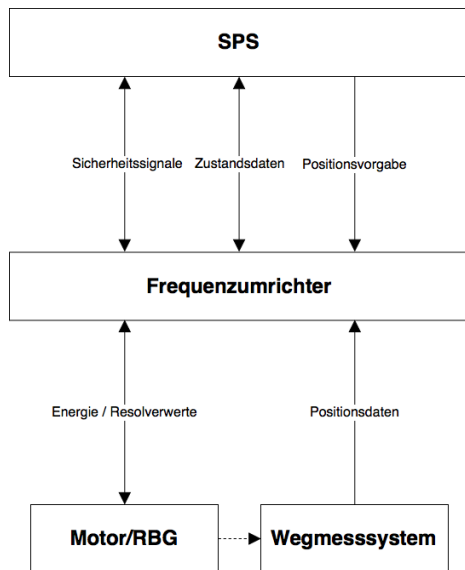 SPS
Sicherheitssignale
Zustandsdaten
Positionsvorgabe
Frequenzumrichter
Energie / Resolverwerte
Positionsdaten
Motor/RBG
Wegmesssystem